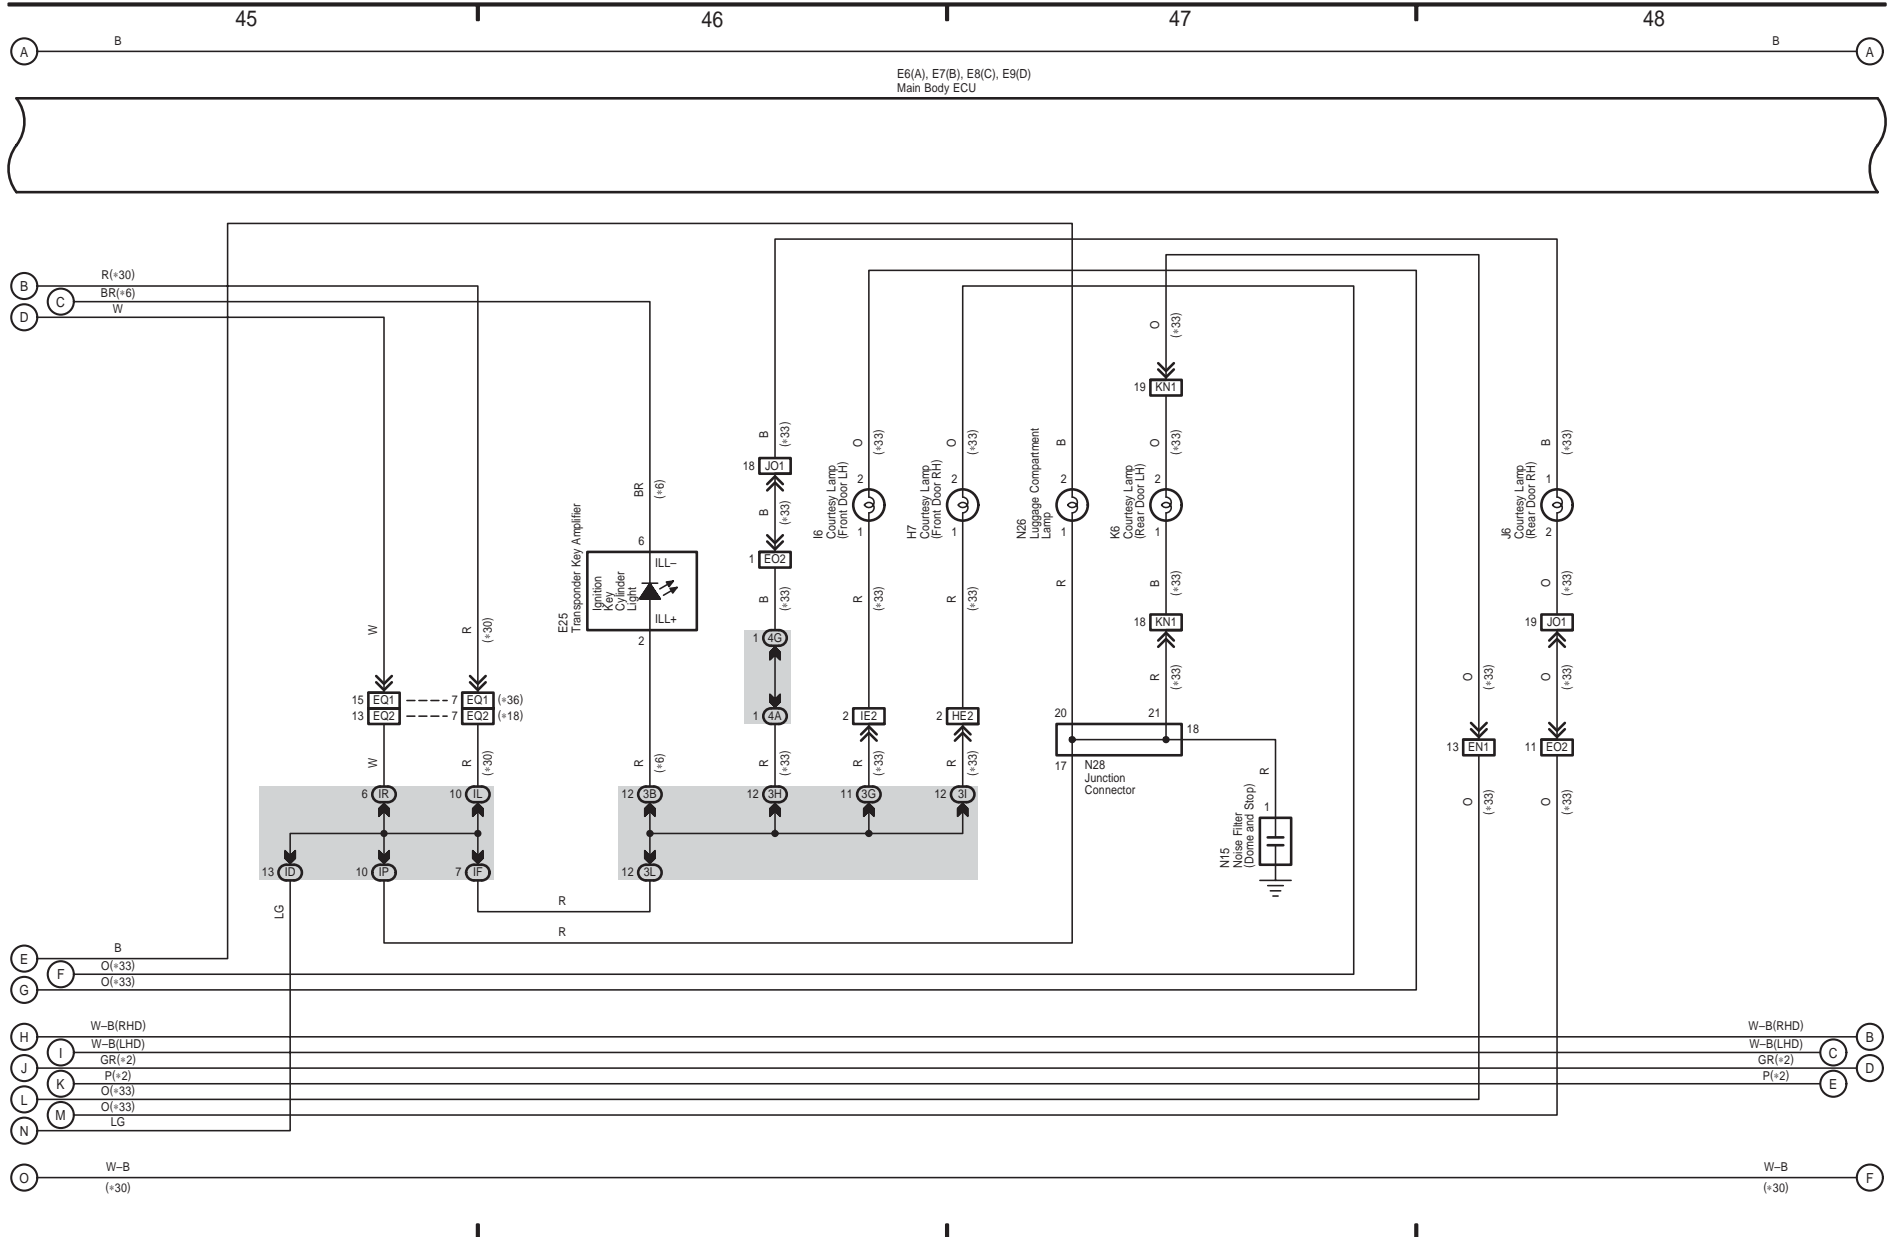 45 46 47 48
A B B A
E6(A), E7(B), E8(C), E9(D)
Main Body ECU
B R(*30)
C BR(*6)
D W
O (*33)
19 KN1
B (*33)
18 JO1
B (*33)
1 EO2
B (*33)
1 4G
1 4A
R (*33)
12 3H
BR (*6)
6
ILL–
E25
Transponder Key Amplifier
Ignition
Key
Cylinder
Light
ILL+
2
R (*6)
12 3B
12 3L
O (*33)
2
I6
Courtesy Lamp
(Front Door LH)
1
R (*33)
2 IE2
R (*33)
11 3G
O (*33)
2
H7
Courtesy Lamp
(Front Door RH)
1
R (*33)
2 HE2
R (*33)
12 3I
B
2
N26
Luggage Compartment
Lamp
1
R
O (*33)
2
K6
Courtesy Lamp
(Rear Door LH)
1
B (*33)
18 KN1
R (*33)
20 21 18
17
N28
Junction
Connector
R
1
N15
Noise Filter
(Dome and Stop)
B (*33)
1
J6
Courtesy Lamp
(Rear Door RH)
2
O (*33)
19 JO1
O (*33)
O (*33)
13 EN1
11 EO2
O (*33)
O (*33)
W
R (*30)
15 EQ1 7 EQ1 (*36)
13 EQ2 7 EQ2 (*18)
W
R (*30)
6 IR 10 IL
13 ID 10 IP 7 IF
LG
R
R
E B
F O(*33)
G O(*33)
H W–B(RHD) W–B(RHD) B
I W–B(LHD) W–B(LHD) C
J GR(*2) GR(*2) D
K P(*2) P(*2) E
L O(*33)
M O(*33)
N LG
O W–B W–B F
(*30) (*30)